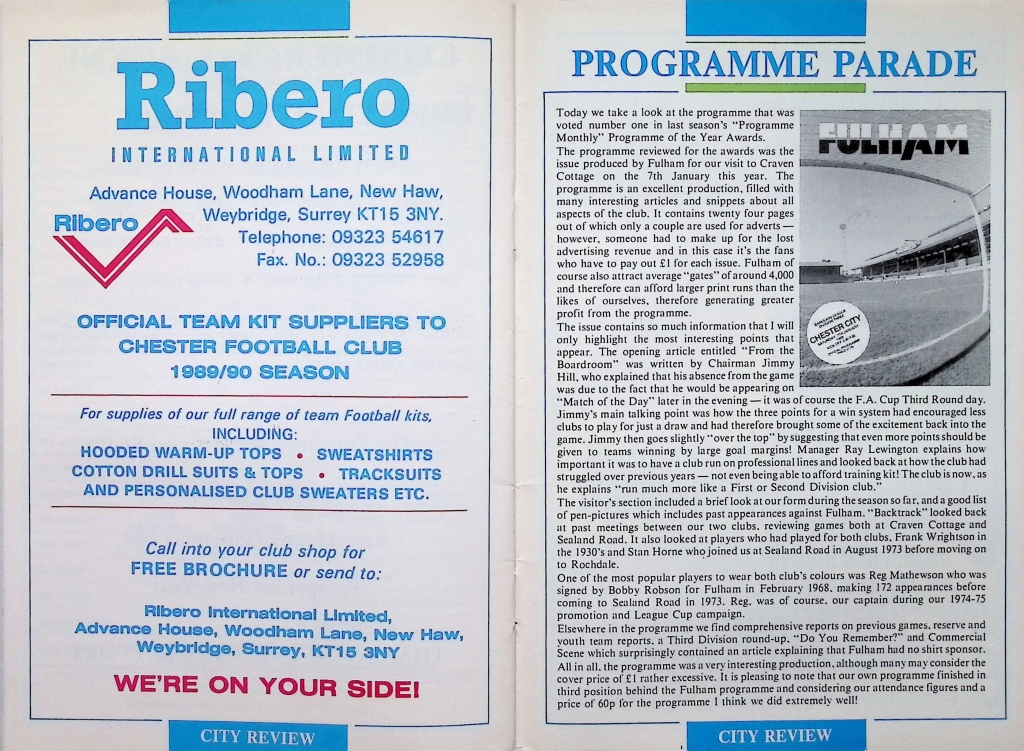 Ribero
INTERNATIONAL LIMITED
Advance House, Woodham Lane, New Haw,
Weybridge, Surrey KT15 3NY.
Telephone: 09323 54617
Fax. No.: 09323 52958
Ribero
OFFICIAL TEAM KIT SUPPLIERS TO
CHESTER FOOTBALL CLUB
1989/90 SEASON
For supplies of our full range of team Football kits,
INCLUDING:
HOODED WARM-UP TOPS • SWEATSHIRTS
COTTON DRILL SUITS & TOPS • TRACKSUITS
AND PERSONALISED CLUB SWEATERS ETC.
Call into your club shop for
FREE BROCHURE or send to:
Ribero International Limited,
Advance House, Woodham Lane, New Haw,
Weybridge, Surrey, KT15 3NY
WE'RE ON YOUR SIDE!
CITY REVIEW
PROGRAMME PARADE
Today we take a look at the programme that was
voted number one in last season's "Programme
Monthly" Programme of the Year Awards.
The programme reviewed for the awards was the
issue produced by Fulham for our visit to Craven
Cottage on the 7th January this year. The
programme is an excellent production, filled with
many interesting articles and snippets about all
aspects of the club. It contains twenty four pages
out of which only a couple are used for adverts —
however, someone had to make up for the lost
advertising revenue and in this case it's the fans
who have to pay out £1 for each issue. Fulham of
course also attract average "gates" of around 4,000
and therefore can afford larger print runs than the
likes of ourselves, therefore generating greater
profit from the programme.
The issue contains so much information that I will
only highlight the most interesting points that
appear. The opening article entitled "From the
Boardroom" was written by Chairman Jimmy
Hill, who explained that his absence from the game
was due to the fact that he would be appearing on
"Match of the Day" later in the evening — it was of course the F.A. Cup Third Round day.
Jimmy's main talking point was how the three points for a win system had encouraged less
clubs to play for just a draw and had therefore brought some of the excitement back into the
game. Jimmy then goes slightly "over the top" by suggesting that even more points should be
given to teams winning by large goal margins! Manager Ray Lewington explains how
important it was to have a club run on professional lines and looked back at how the club had
struggled over previous years — not even being able to afford training kit! The club is now, as
he explains "run much more like a First or Second Division club."
The visitor's section included a brief look at our form during the season so far, and a good list
of pen-pictures which includes past appearances against Fulham. "Backtrack" looked back
at past meetings between our two clubs, reviewing games both at Craven Cottage and
Sealand Road. It also looked at players who had played for both clubs, Frank Wrightson in
the 1930's and Stan Horne who joined us at Sealand Road in August 1973 before moving on
to Rochdale.
One of the most popular players to wear both club's colours was Reg Mathewson who was
signed by Bobby Robson for Fulham in February 1968, making 172 appearances before
coming to Sealand Road in 1973. Reg, was of course, our captain during our 1974-75
promotion and League Cup campaign.
Elsewhere in the programme we find comprehensive reports on previous games, reserve and
youth team reports, a Third Division round-up, "Do You Remember?" and Commercial
Scene which surprisingly contained an article explaining that Fulham had no shirt sponsor.
All in all, the programme was a very interesting production, although many may consider the
cover price of £1 rather excessive. It is pleasing to note that our own programme finished in
third position behind the Fulham programme and considering our attendance figures and a
price of 60p for the programme I think we did extremely well!
FULHAM
CHESTER CITY
CITY REVIEW